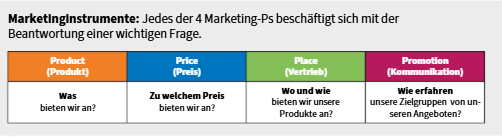 Marketinginstrumente: Jedes der 4 Marketing-Ps beschäftigt sich mit der
Beantwortung einer wichtigen Frage.
Product
(Produkt)
Was
bieten wir an?
Price
(Preis)
Zu welchem Preis
bieten wir an?
Place
(Vertrieb)
Wo und wie
bieten wir unsere
Produkte an?
Promotion
(Kommunikation)
Wie erfahren
unsere Zielgruppen von un-
seren Angeboten?